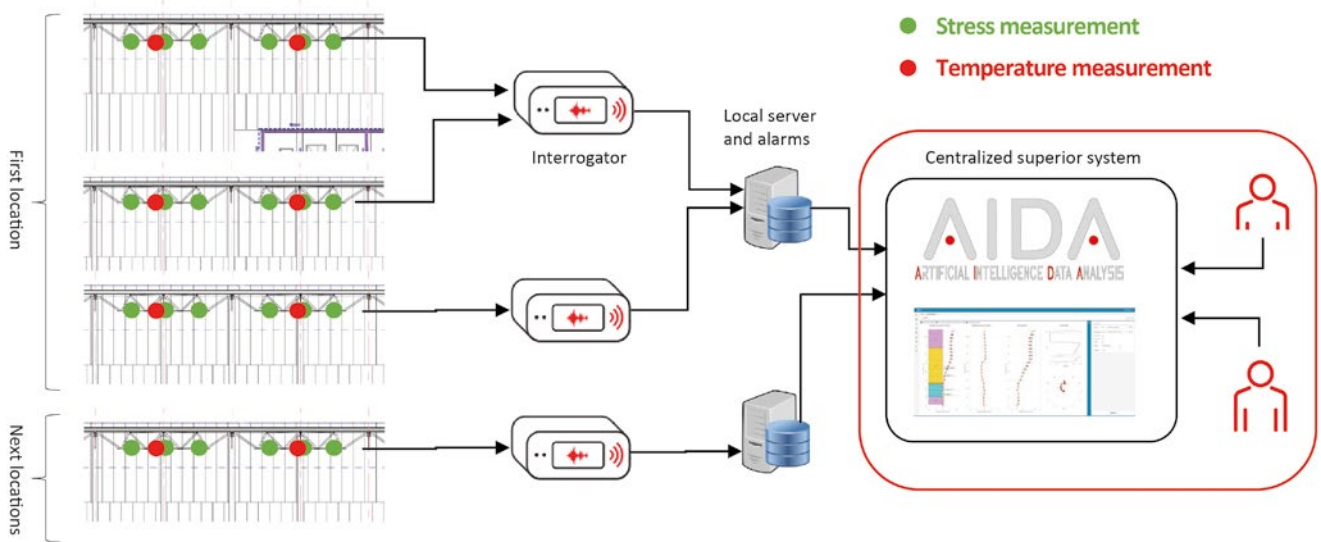 Stress measurement
Temperature measurement
First location
Next locations
Interrogator
Local server
and alarms
Centralized superior system
AIDA
ARTIFICIAL INTELLIGENCE DATA ANALYSIS